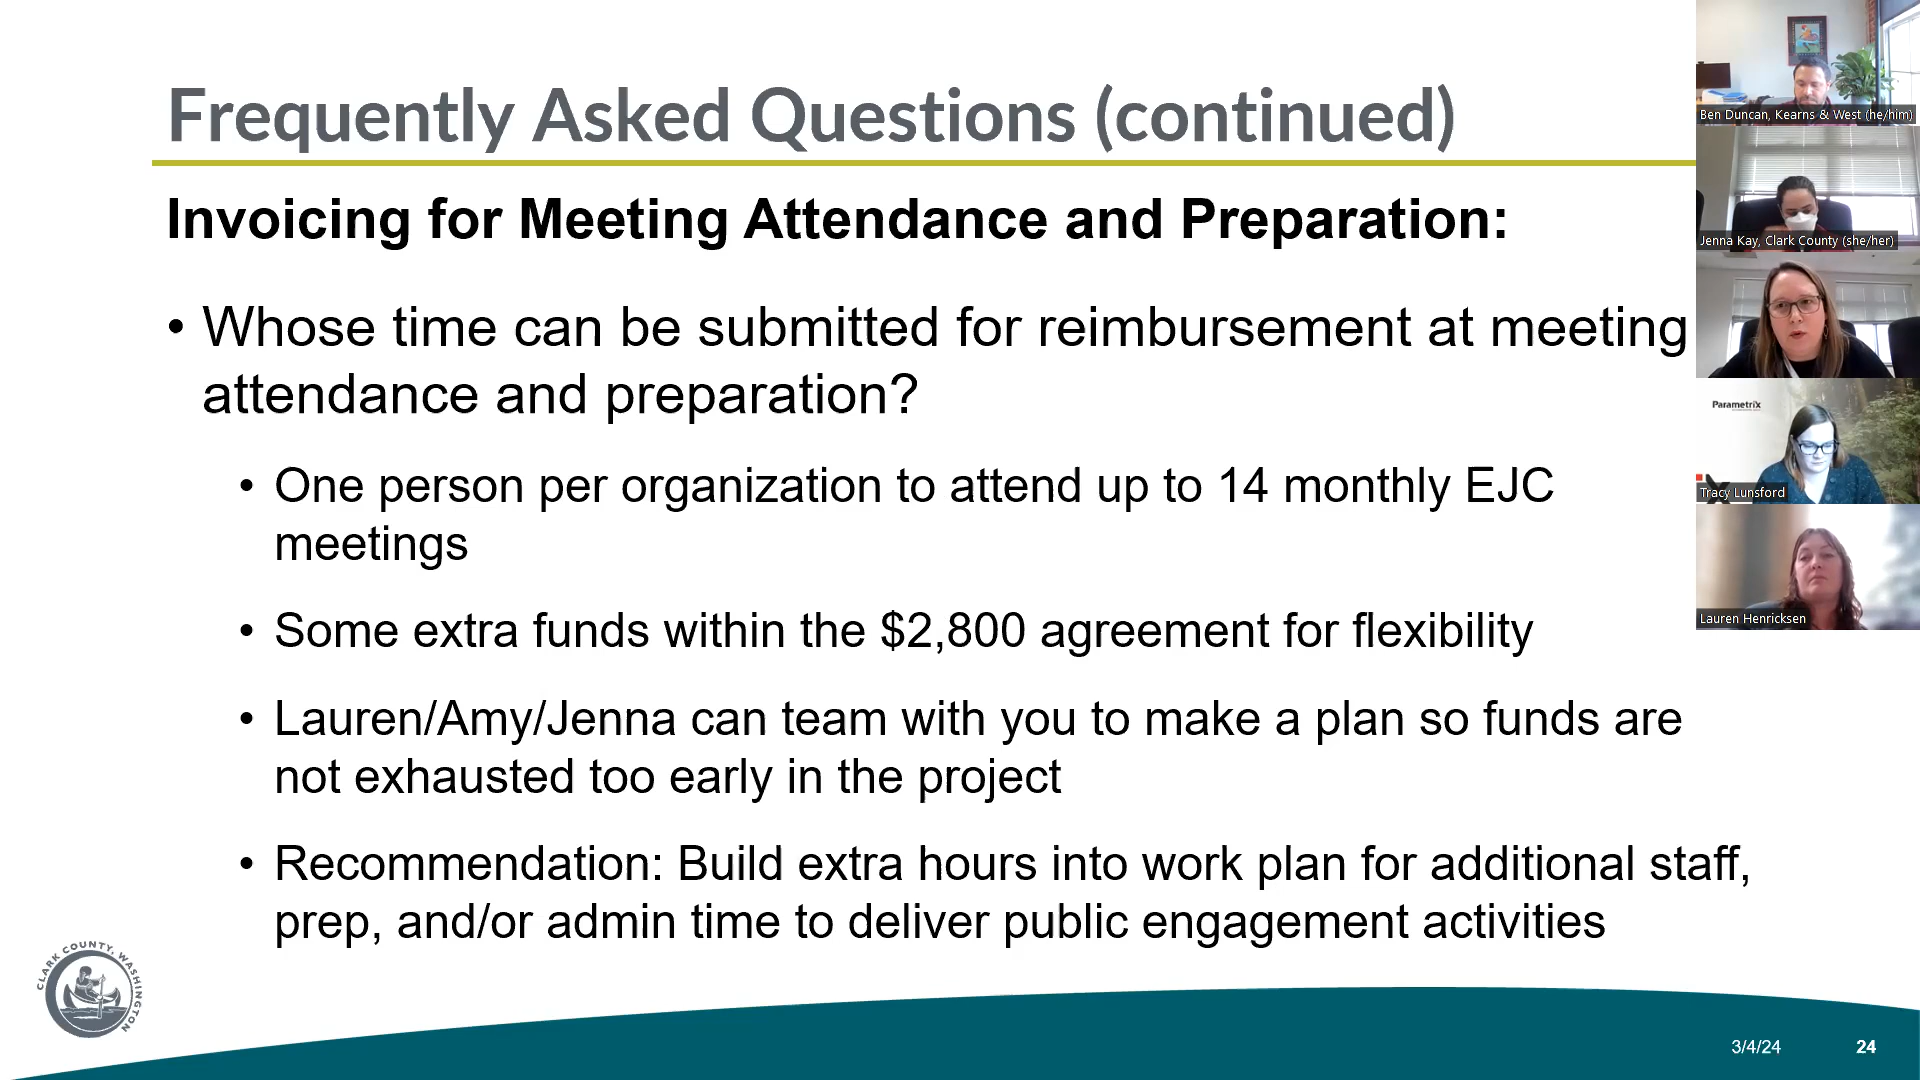 Frequently Asked Questions (continued)
Invoicing for Meeting Attendance and Preparation:
• Whose time can be submitted for reimbursement at meeting
attendance and preparation?
• One person per organization to attend up to 14 monthly EJC
meetings
• Some extra funds within the $2,800 agreement for flexibility
• Lauren/Amy/Jenna can team with you to make a plan so funds are
not exhausted too early in the project
• Recommendation: Build extra hours into work plan for additional staff,
prep, and/or admin time to deliver public engagement activities
CLARK COUNTY, WASHINGTON
3/4/24
24
Ben Duncan, Kearns & West (he/him)
Jenna Kay, Clark County (she/her)
Parametrix
Tracy Lunsford
Lauren Henricksen